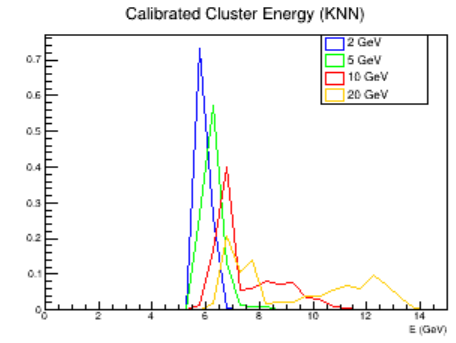 Calibrated Cluster Energy (KNN)
2 GeV
5 GeV
10 GeV
20 GeV
0.7
0.6
0.5
0.4
0.3
0.2
0.1
0
0 2 4 6 8 10 12 14
E (GeV)